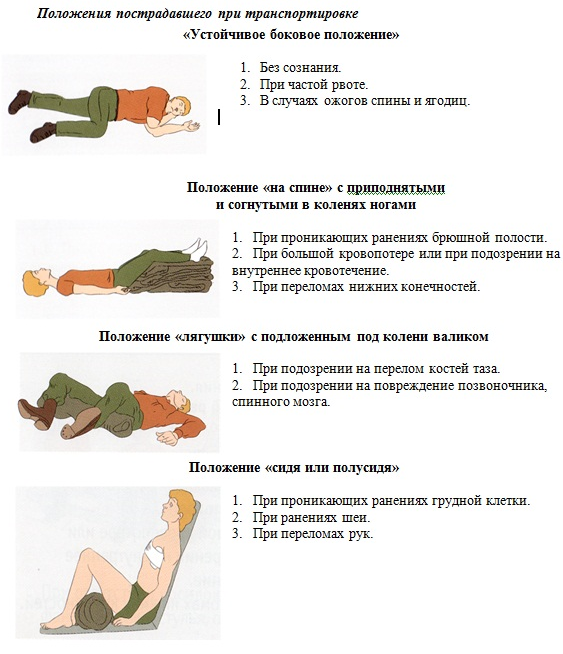 Положения пострадавшего при транспортировке
«Устойчивое боковое положение»
1. Без сознания.
2. При частой рвоте.
3. В случаях ожогов спины и ягодиц.
Положение «на спине» с приподнятыми
и согнутыми в коленях ногами
1. При проникающих ранениях брюшной полости.
2. При большой кровопотере или при подозрении на
внутреннее кровотечение.
3. При переломах нижних конечностей.
Положение «лягушки» с подложенным под колени валиком
1. При подозрении на перелом костей таза.
2. При подозрении на повреждение позвоночника,
спинного мозга.
Положение «сидя или полусидя»
1. При проникающих ранениях грудной клетки.
2. При ранениях шеи.
3. При переломах рук.